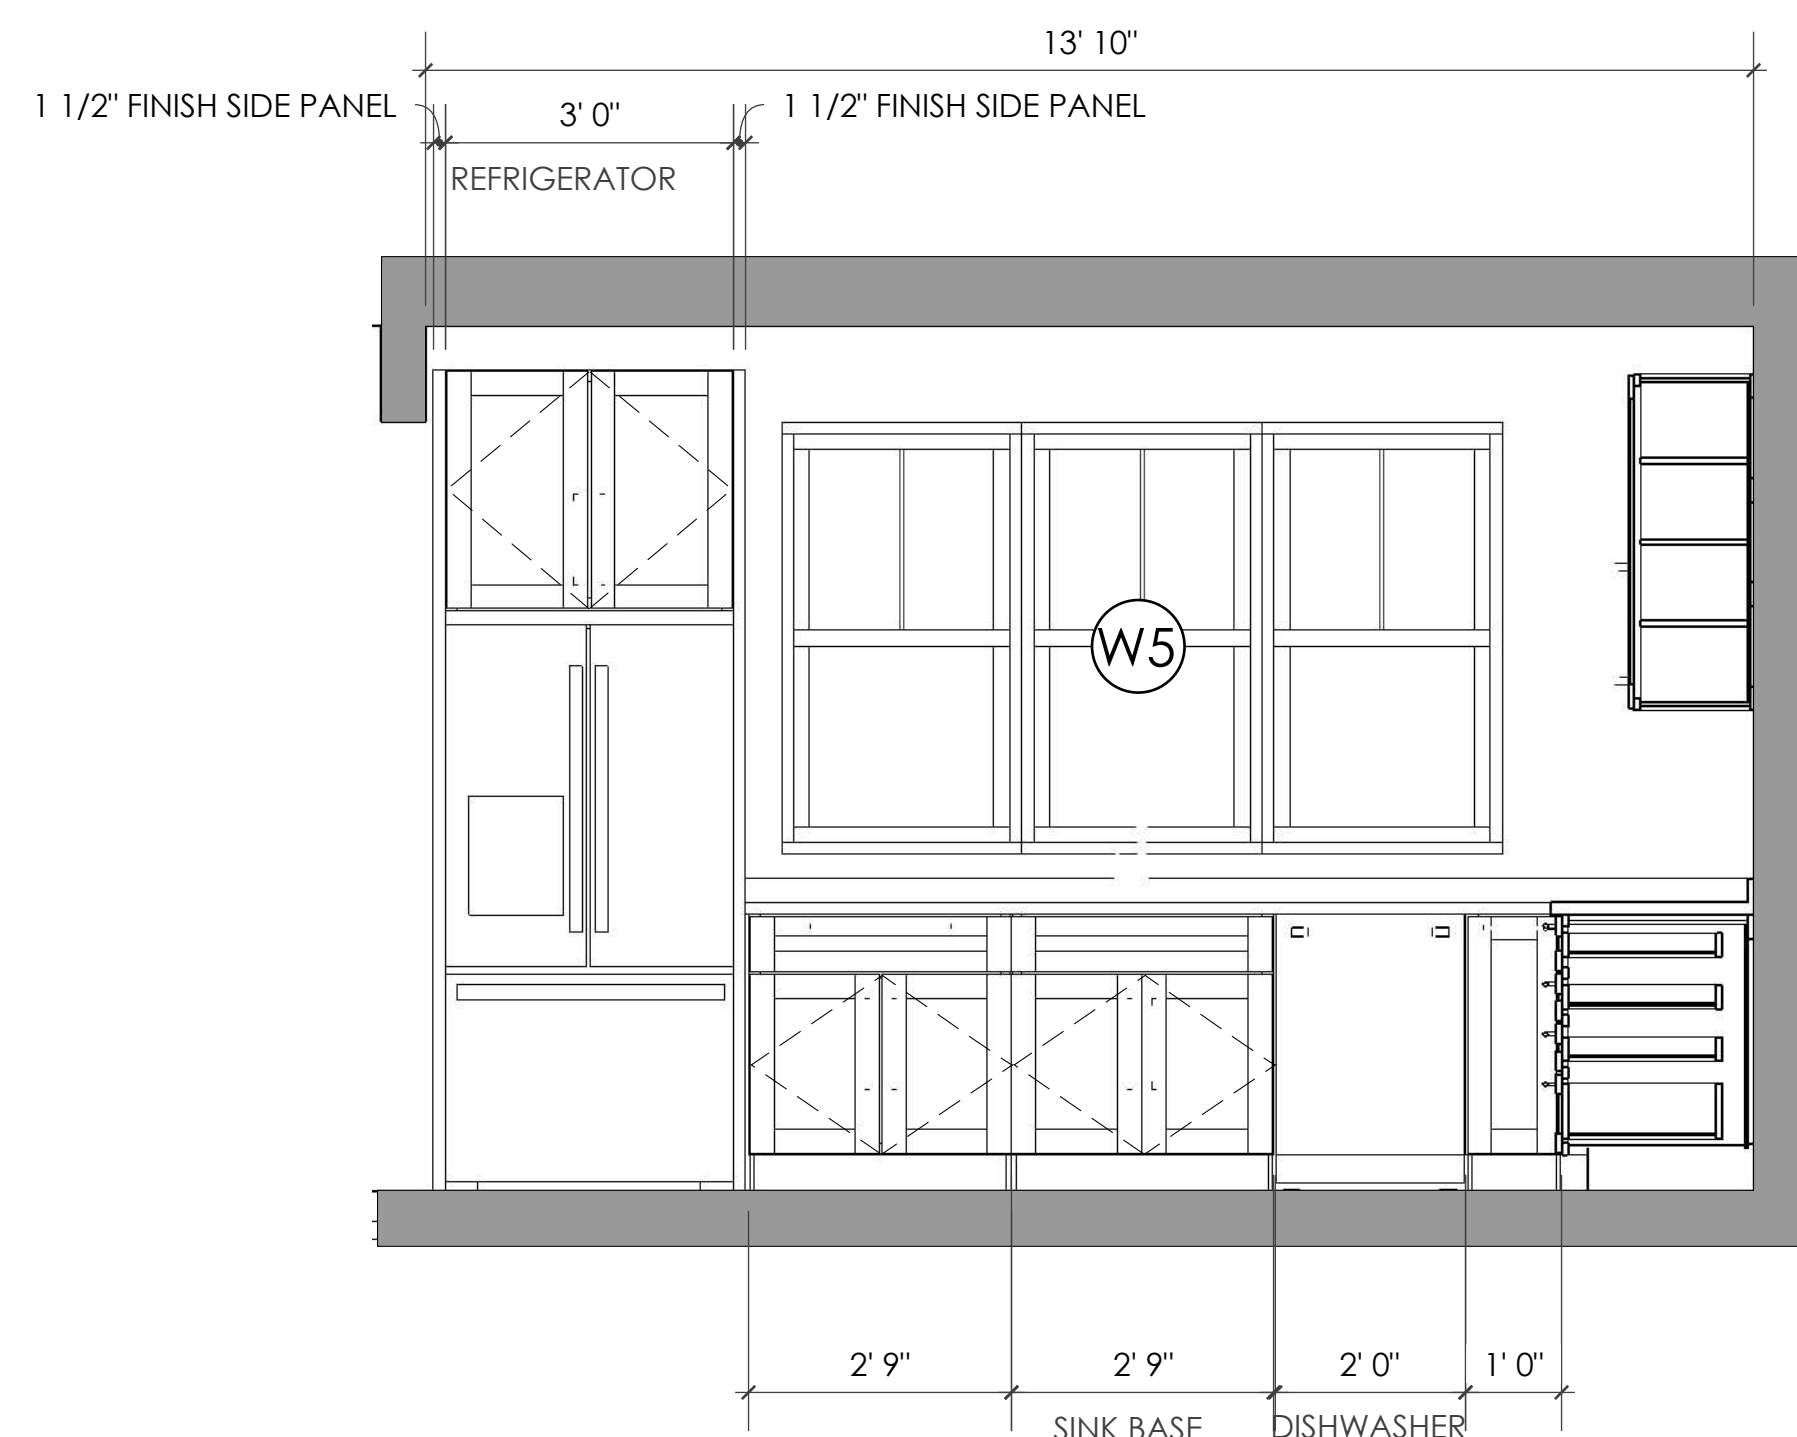 13' 10"
1 1/2" FINISH SIDE PANEL
3' 0"
1 1/2" FINISH SIDE PANEL
REFRIGERATOR
W5
2' 9"
2' 9"
2' 0"
1' 0"
SINK BASE
DISHWASHER